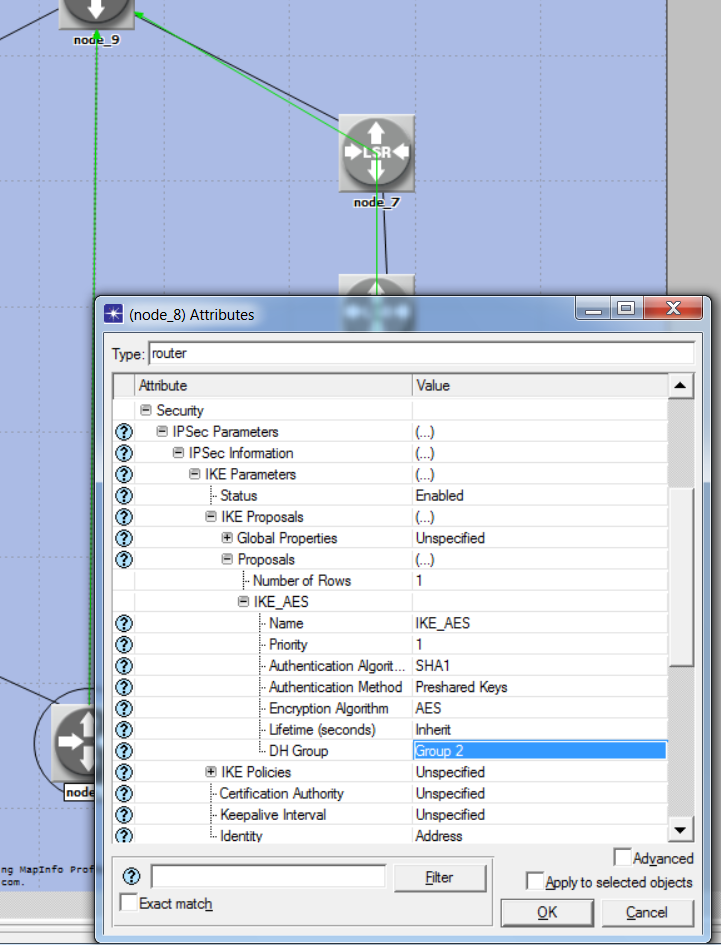 node_9
LSR
node_7
(node_8) Attributes
Type: router
Attribute Value
Security
IPSec Parameters (...)
IPSec Information (...)
IKE Parameters (...)
Status Enabled
IKE Proposals (...)
Global Properties Unspecified
Proposals (...)
Number of Rows 1
IKE_AES
Name IKE_AES
Priority 1
Authentication Algorit... SHA1
Authentication Method Preshared Keys
Encryption Algorithm AES
Lifetime (seconds) Inherit
DH Group Group 2
IKE Policies Unspecified
Certification Authority Unspecified
Keepalive Interval Unspecified
Identity Address
node
ng MapInfo Prof
com.
Advanced
Filter
Apply to selected objects
Exact match
OK Cancel